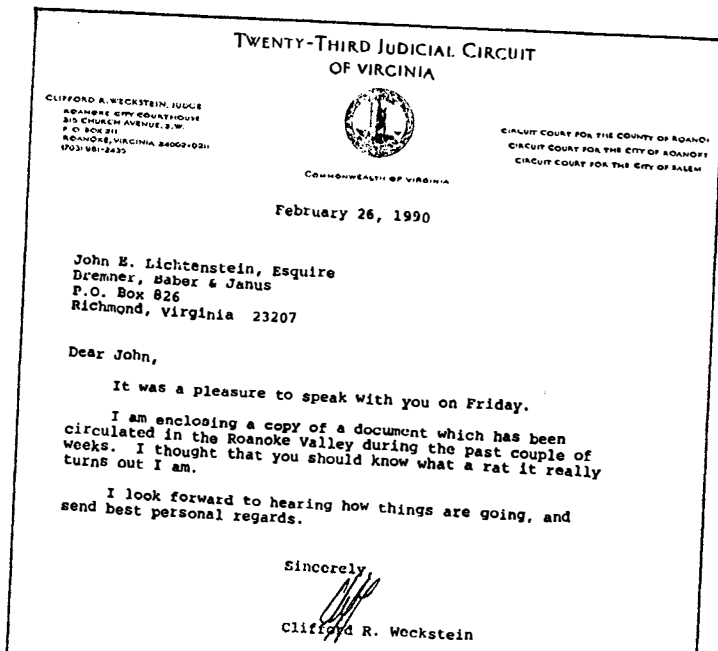 TWENTY-THIRD JUDICIAL CIRCUIT
OF VIRGINIA
CLIFFORD R. WECKSTEIN, JUDGE
ROANOKE CITY COURTHOUSE
315 CHURCH AVENUE, S.W.
P. O. BOX 211
ROANOKE, VIRGINIA 24002-0211
(703) 981-2435
CIRCUIT COURT FOR THE COUNTY OF ROANO
CIRCUIT COURT FOR THE CITY OF ROANOKE
CIRCUIT COURT FOR THE CITY OF SALEM
COMMONWEALTH OF VIRGINIA
February 26, 1990
John E. Lichtenstein, Esquire
Bremner, Baber & Janus
P.O. Box 826
Richmond, Virginia 23207
Dear John,
It was a pleasure to speak with you on Friday.
I am enclosing a copy of a document which has been
circulated in the Roanoke Valley during the past couple of
weeks. I thought that you should know what a rat it really
turns out I am.
I look forward to hearing how things are going, and
send best personal regards.
Sincerely,
Clifford R. Weckstein